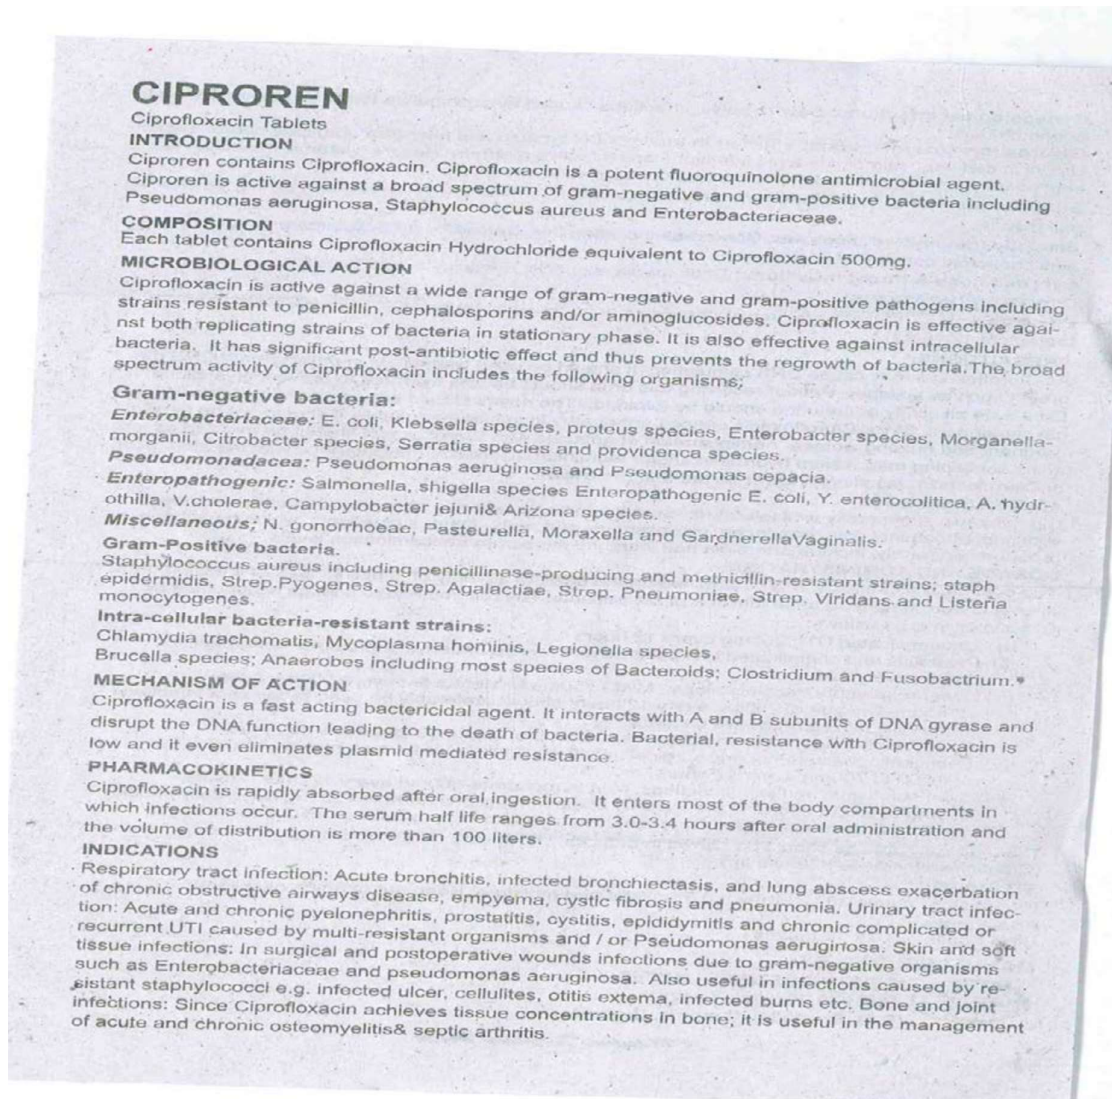 CIPROREN
Ciprofloxacin Tablets
INTRODUCTION
Ciproren contains Ciprofloxacin. Ciprofloxacin is a potent fluoroquinolone antimicrobial agent.
Ciproren is active against a broad spectrum of gram-negative and gram-positive bacteria including
Pseudomonas aeruginosa, Staphylococcus aureus and Enterobacteriaceae.
COMPOSITION
Each tablet contains Ciprofloxacin Hydrochloride equivalent to Ciprofloxacin 500mg.
MICROBIOLOGICAL ACTION
Ciprofloxacin is active against a wide range of gram-negative and gram-positive pathogens including
strains resistant to penicillin, cephalosporins and/or aminoglucosides. Ciprofloxacin is effective agai-
nst both replicating strains of bacteria in stationary phase. It is also effective against intracellular
bacteria. It has significant post-antibiotic effect and thus prevents the regrowth of bacteria.The broad
spectrum activity of Ciprofloxacin includes the following organisms;
Gram-negative bacteria:
Enterobacteriaceae: E. coli, Klebsella species, proteus species, Enterobacter species, Morganella-
morganii, Citrobacter species, Serratia species and providenca species.
Pseudomonadacea: Pseudomonas aeruginosa and Pseudomonas cepacia.
Enteropathogenic: Salmonella, shigella species Enteropathogenic E. coli, Y. enterocolitica, A. hydr-
othilla, V.cholerae, Campylobacter jejuni& Arizona species.
Miscellaneous; N. gonorrhoeae, Pasteurella, Moraxella and GardnerellaVaginalis.
Gram-Positive bacteria.
Staphylococcus aureus including penicillinase-producing and methicillin-resistant strains; staph
epidermidis, Strep.Pyogenes, Strep. Agalactiae, Strep. Pneumoniae, Strep. Viridans and Listeria
monocytogenes.
Intra-cellular bacteria-resistant strains:
Chlamydia trachomatis, Mycoplasma hominis, Legionella species,
Brucella species; Anaerobes including most species of Bacteroids; Clostridium and Fusobactrium.
MECHANISM OF ACTION
Ciprofloxacin is a fast acting bactericidal agent. It interacts with A and B subunits of DNA gyrase and
disrupt the DNA function leading to the death of bacteria. Bacterial, resistance with Ciprofloxacin is
low and it even eliminates plasmid mediated resistance.
PHARMACOKINETICS
Ciprofloxacin is rapidly absorbed after oral ingestion. It enters most of the body compartments in
which infections occur. The serum half life ranges from 3.0-3.4 hours after oral administration and
the volume of distribution is more than 100 liters.
INDICATIONS
Respiratory tract infection: Acute bronchitis, infected bronchiectasis, and lung abscess exacerbation
of chronic obstructive airways disease, empyema, cystic fibrosis and pneumonia. Urinary tract infec-
tion: Acute and chronic pyelonephritis, prostatitis, cystitis, epididymitis and chronic complicated or
recurrent UTI caused by multi-resistant organisms and / or Pseudomonas aeruginosa. Skin and soft
tissue infections: In surgical and postoperative wounds infections due to gram-negative organisms
such as Enterobacteriaceae and pseudomonas aeruginosa. Also useful in infections caused by re-
sistant staphylococci e.g. infected ulcer, cellulites, otitis extema, infected burns etc. Bone and joint
infections: Since Ciprofloxacin achieves tissue concentrations in bone; it is useful in the management
of acute and chronic osteomyelitis& septic arthritis.